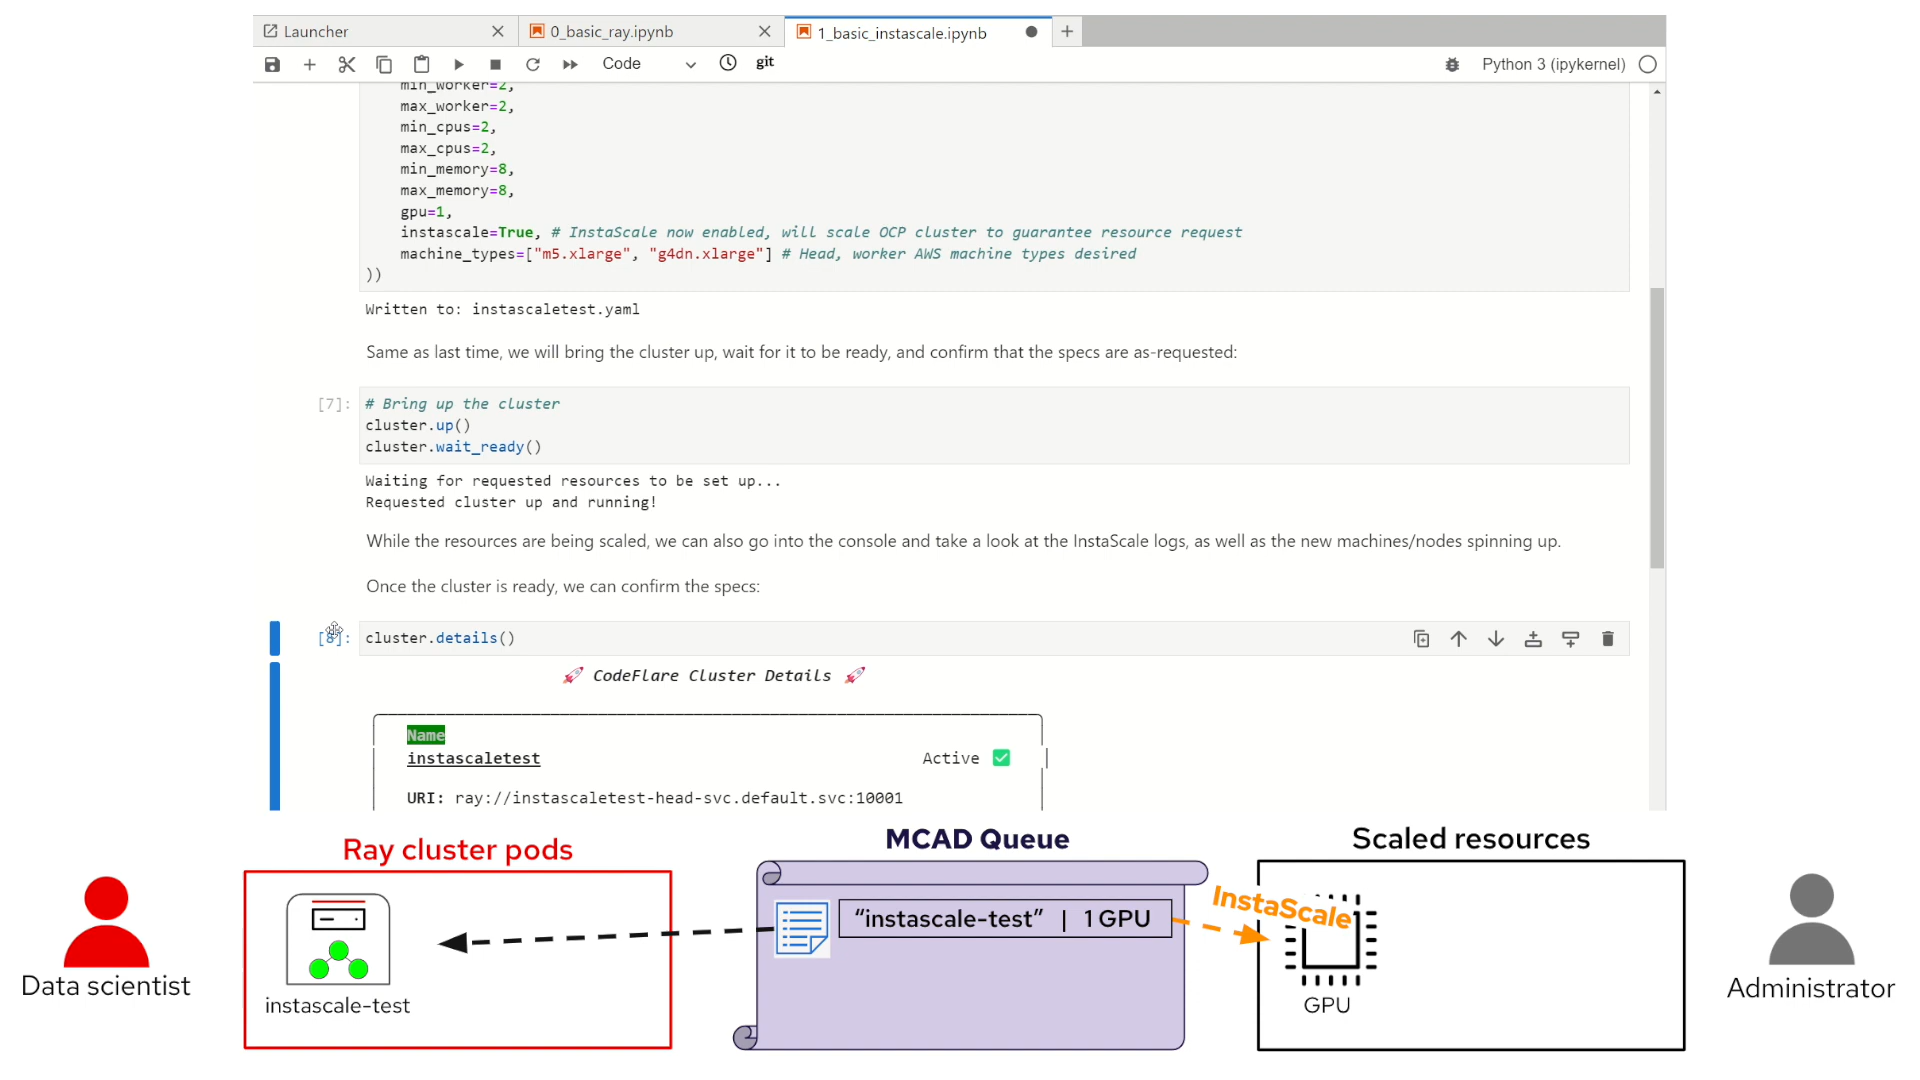 Launcher
0_basic_ray.ipynb
1_basic_instascale.ipynb
Code
git
Python 3 (ipykernel)
min_worker=2,
max_worker=2,
min_cpus=2,
max_cpus=2,
min_memory=8,
max_memory=8,
gpu=1,
instascale=True, # InstaScale now enabled, will scale OCP cluster to guarantee resource request
machine_types=["m5.xlarge", "g4dn.xlarge"] # Head, worker AWS machine types desired
))
Written to: instascaletest.yaml
Same as last time, we will bring the cluster up, wait for it to be ready, and confirm that the specs are as-requested:
[7]: # Bring up the cluster
cluster.up()
cluster.wait_ready()
Waiting for requested resources to be set up...
Requested cluster up and running!
While the resources are being scaled, we can also go into the console and take a look at the InstaScale logs, as well as the new machines/nodes spinning up.
Once the cluster is ready, we can confirm the specs:
[8]: cluster.details()
🚀 CodeFlare Cluster Details 🚀
Name
instascaletest Active ✅
URI: ray://instascaletest-head-svc.default.svc:10001
Ray cluster pods
MCAD Queue
Scaled resources
InstaScale
“instascale-test” | 1 GPU
Data scientist
instascale-test
GPU
Administrator